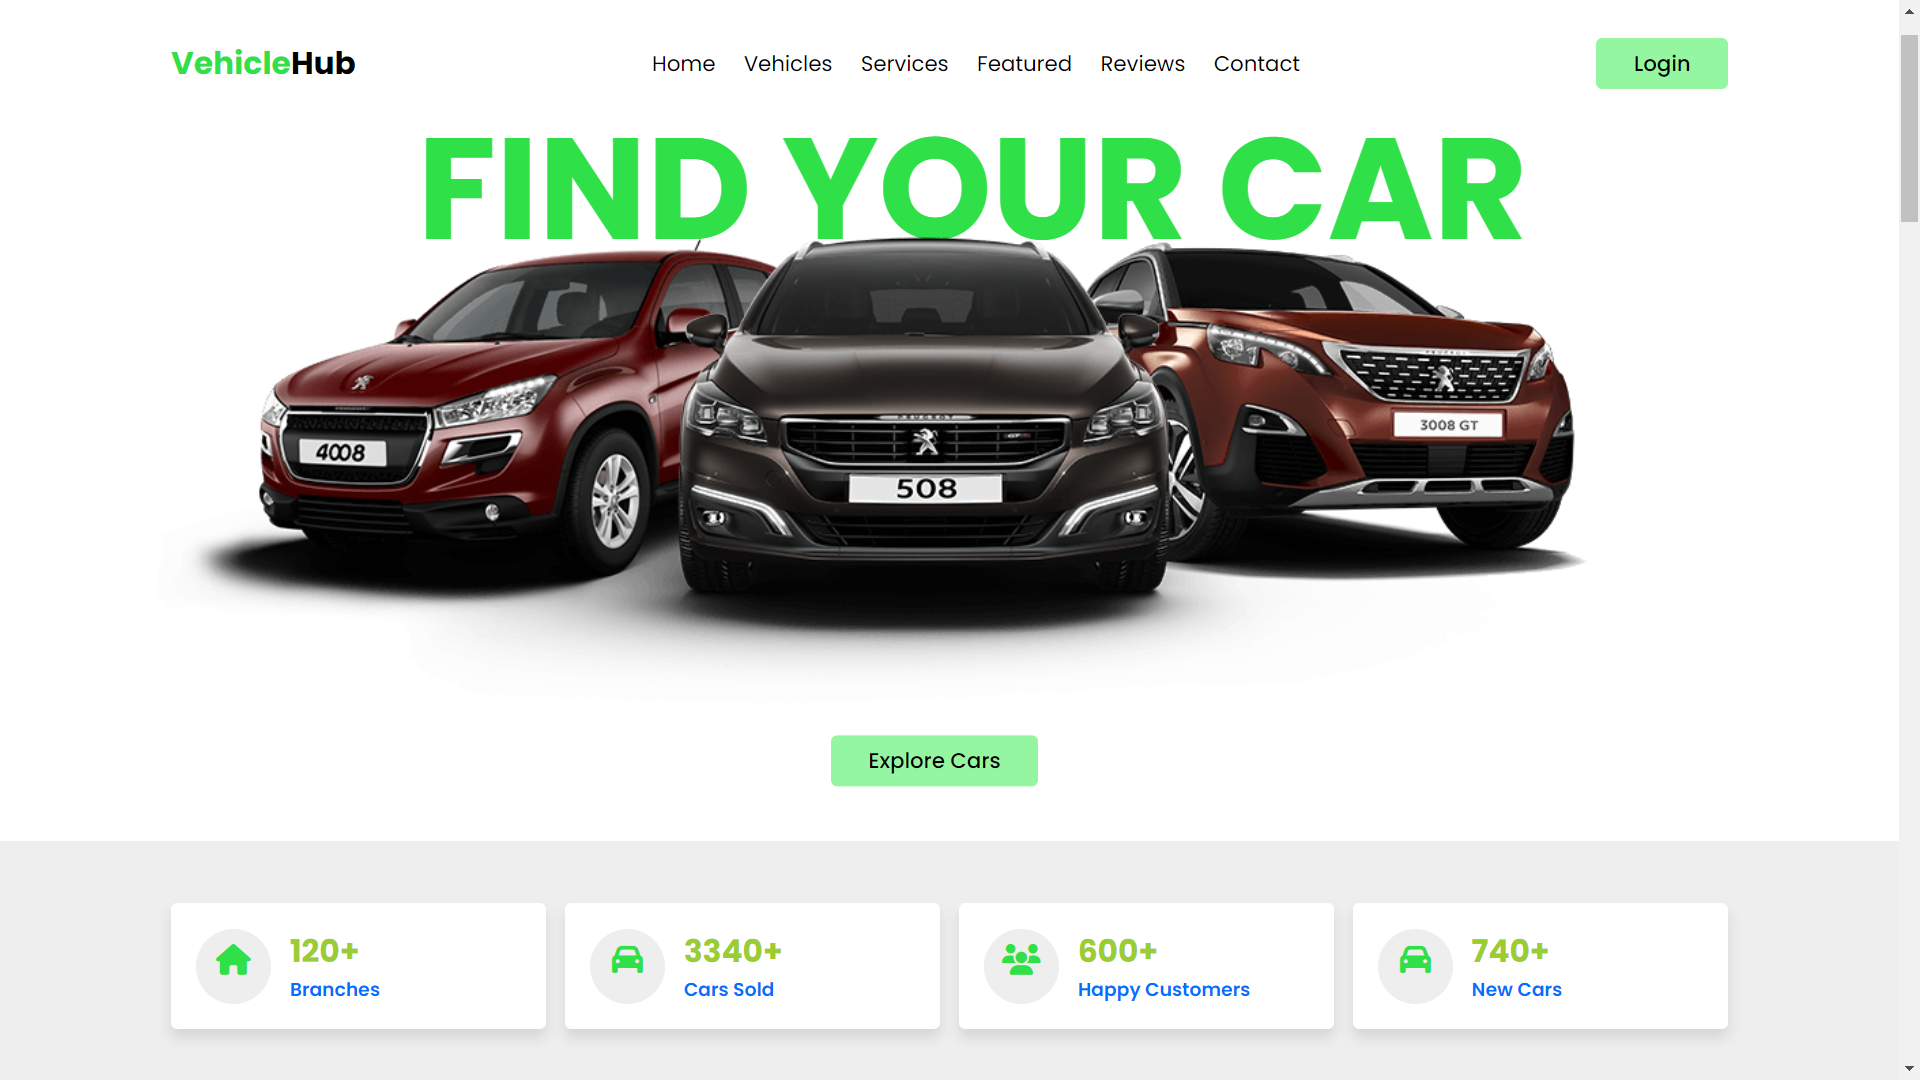 VehicleHub
Home Vehicles Services Featured Reviews Contact
Login
FIND YOUR CAR
4008
PEUGEOT
508
3008 GT
Explore Cars
120+
Branches
3340+
Cars Sold
600+
Happy Customers
740+
New Cars